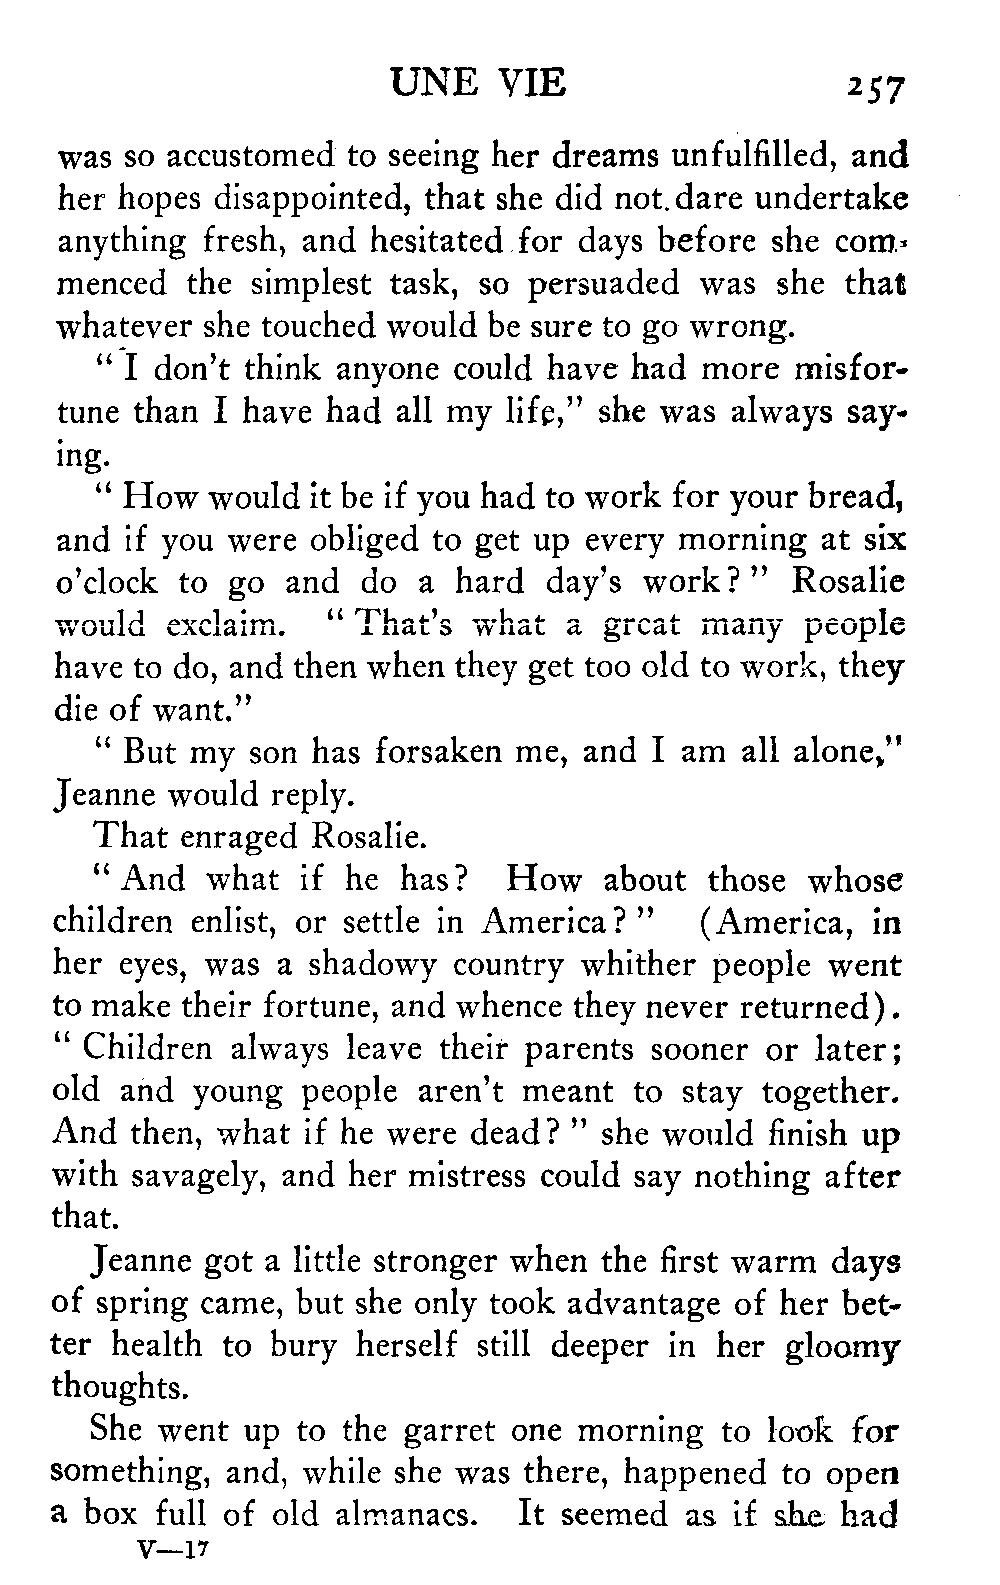 UNE VIE 257
was so accustomed to seeing her dreams unfulfilled, and
her hopes disappointed, that she did not dare undertake
anything fresh, and hesitated for days before she com-
menced the simplest task, so persuaded was she that
whatever she touched would be sure to go wrong.
"I don't think anyone could have had more misfor-
tune than I have had all my life," she was always say-
ing.
"How would it be if you had to work for your bread,
and if you were obliged to get up every morning at six
o'clock to go and do a hard day's work?" Rosalie
would exclaim. "That's what a great many people
have to do, and then when they get too old to work, they
die of want."
"But my son has forsaken me, and I am all alone,"
Jeanne would reply.
That enraged Rosalie.
"And what if he has? How about those whose
children enlist, or settle in America?" (America, in
her eyes, was a shadowy country whither people went
to make their fortune, and whence they never returned).
"Children always leave their parents sooner or later;
old and young people aren't meant to stay together.
And then, what if he were dead?" she would finish up
with savagely, and her mistress could say nothing after
that.
Jeanne got a little stronger when the first warm days
of spring came, but she only took advantage of her bet-
ter health to bury herself still deeper in her gloomy
thoughts.
She went up to the garret one morning to look for
something, and, while she was there, happened to open
a box full of old almanacs. It seemed as if she had
V—17